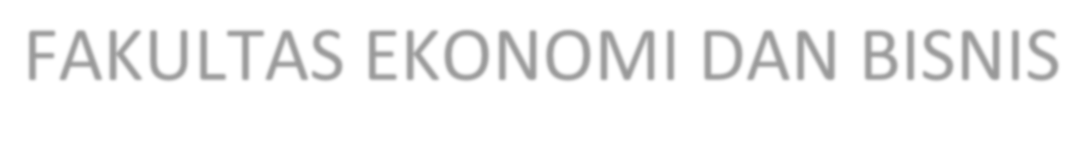 FAKULTAS EKONOMI DAN BISNIS